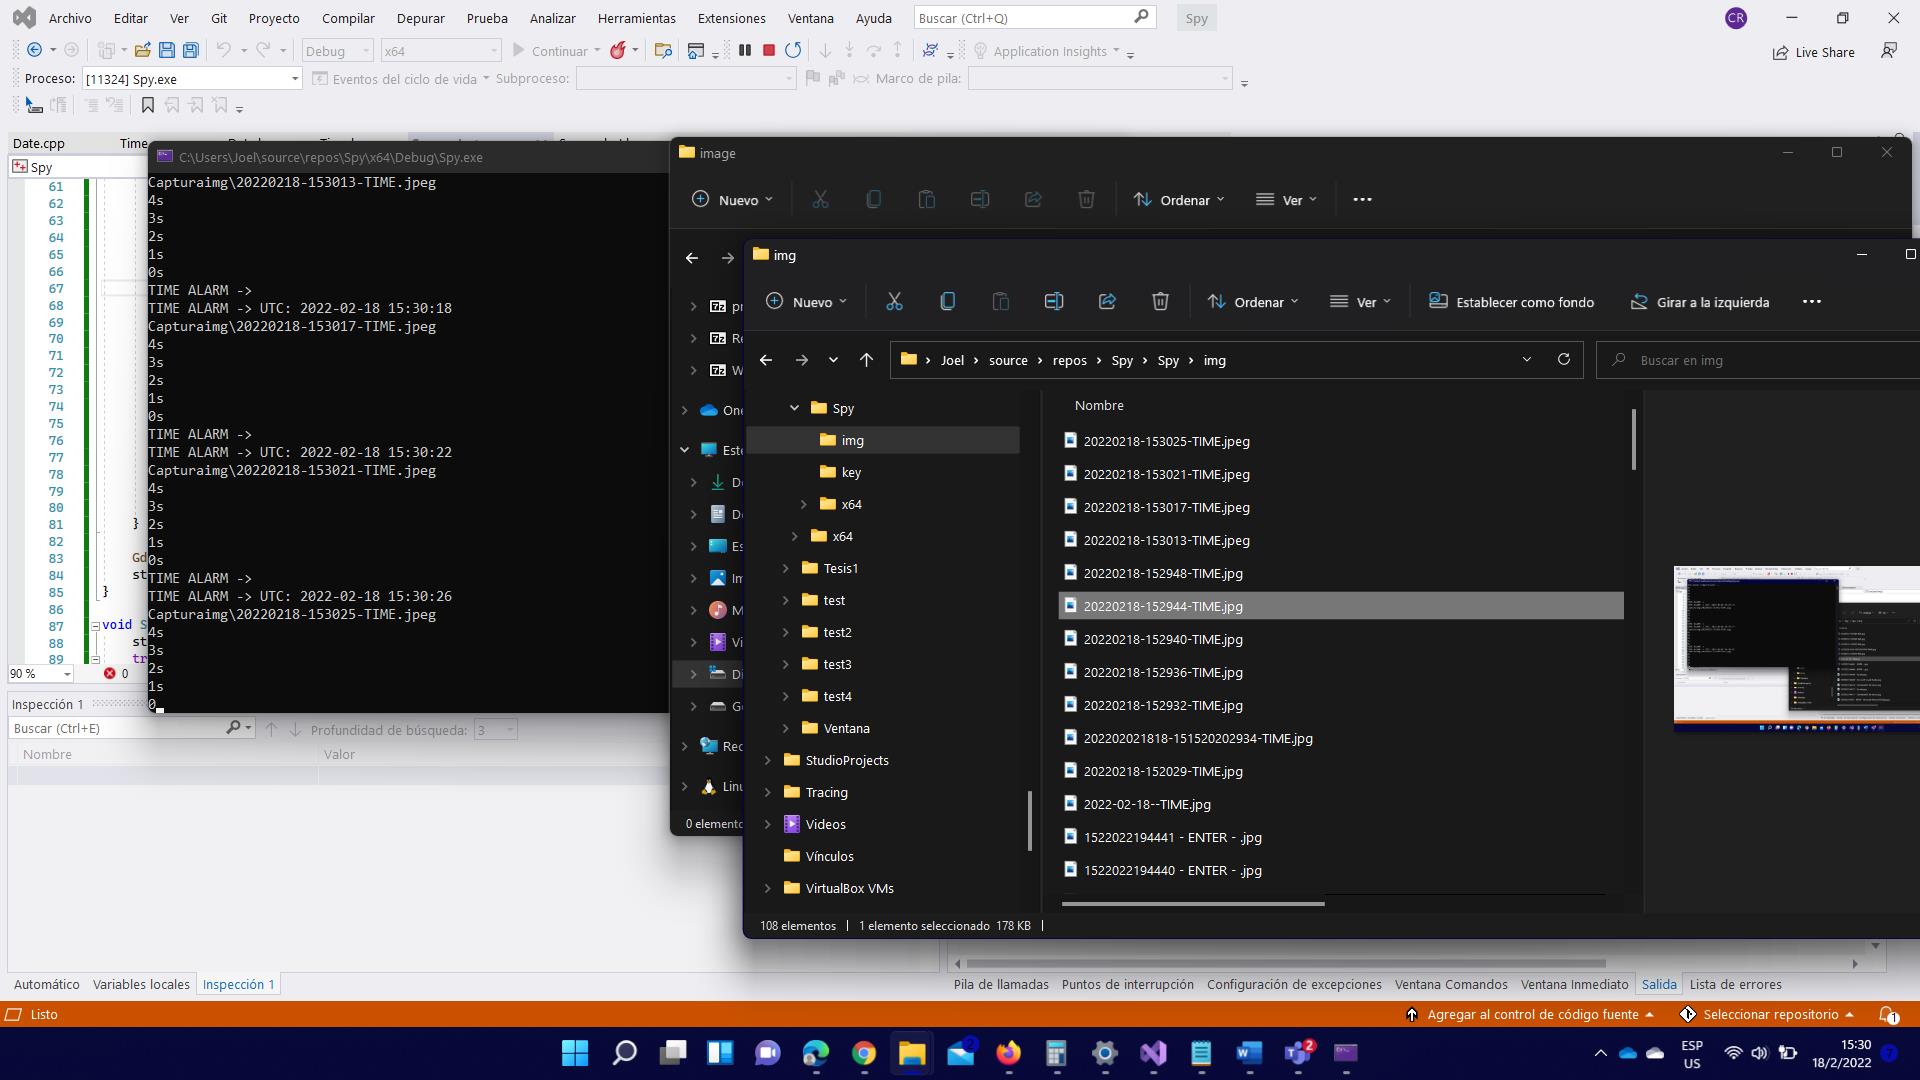 Archivo Editar Ver Git Proyecto Compilar Depurar Prueba Analizar Herramientas Extensiones Ventana Ayuda Buscar (Ctrl+Q) Spy CR
Debug x64 Continuar Application Insights Live Share
Proceso: [11324] Spy.exe Eventos del ciclo de vida Subproceso: Marco de pila:
Date.cpp Time
Spy
61
62
63
64
65
66
67
68
69
70
71
72
73
74
75
76
77
78
79
80
81 }
82
83 Gd
84 st
85 }
86
87 void S
88 st
89 tr
90 % 0
C:\Users\Joel\source\repos\Spy\x64\Debug\Spy.exe
Capturaimg\20220218-153013-TIME.jpeg
4s
3s
2s
1s
0s
TIME ALARM ->
TIME ALARM -> UTC: 2022-02-18 15:30:18
Capturaimg\20220218-153017-TIME.jpeg
4s
3s
2s
1s
0s
TIME ALARM ->
TIME ALARM -> UTC: 2022-02-18 15:30:22
Capturaimg\20220218-153021-TIME.jpeg
4s
3s
2s
1s
0s
TIME ALARM ->
TIME ALARM -> UTC: 2022-02-18 15:30:26
Capturaimg\20220218-153025-TIME.jpeg
4s
3s
2s
1s
0
image
Nuevo Ordenar Ver
pr
Re
W
One
Este
De
Do
Es
Im
M
Ví
Di
Go
Rec
Linu
0 elemento
img
Nuevo Ordenar Ver Establecer como fondo Girar a la izquierda
Joel › source › repos › Spy › Spy › img
Buscar en img
Spy
img
key
x64
x64
Tesis1
test
test2
test3
test4
Ventana
StudioProjects
Tracing
Videos
Vínculos
VirtualBox VMs
Nombre
20220218-153025-TIME.jpeg
20220218-153021-TIME.jpeg
20220218-153017-TIME.jpeg
20220218-153013-TIME.jpeg
20220218-152948-TIME.jpg
20220218-152944-TIME.jpg
20220218-152940-TIME.jpg
20220218-152936-TIME.jpg
20220218-152932-TIME.jpg
202202021818-151520202934-TIME.jpg
20220218-152029-TIME.jpg
2022-02-18--TIME.jpg
1522022194441 - ENTER - .jpg
1522022194440 - ENTER - .jpg
108 elementos 1 elemento seleccionado 178 KB
Inspección 1
Buscar (Ctrl+E) Profundidad de búsqueda: 3
Nombre Valor
Automático Variables locales Inspección 1
Pila de llamadas Puntos de interrupción Configuración de excepciones Ventana Comandos Ventana Inmediato Salida Lista de errores
Listo Agregar al control de código fuente Seleccionar repositorio 1
2 2 ESP
US
15:30
18/2/2022
7